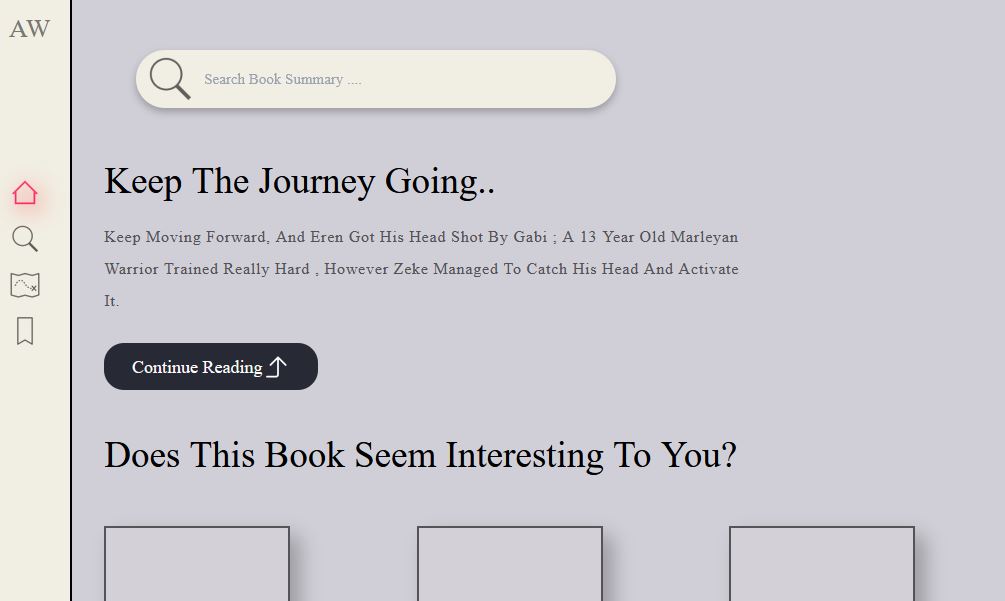 AW
Search Book Summary ....
Keep The Journey Going..
Keep Moving Forward, And Eren Got His Head Shot By Gabi ; A 13 Year Old Marleyan
Warrior Trained Really Hard , However Zeke Managed To Catch His Head And Activate
It.
Continue Reading
Does This Book Seem Interesting To You?